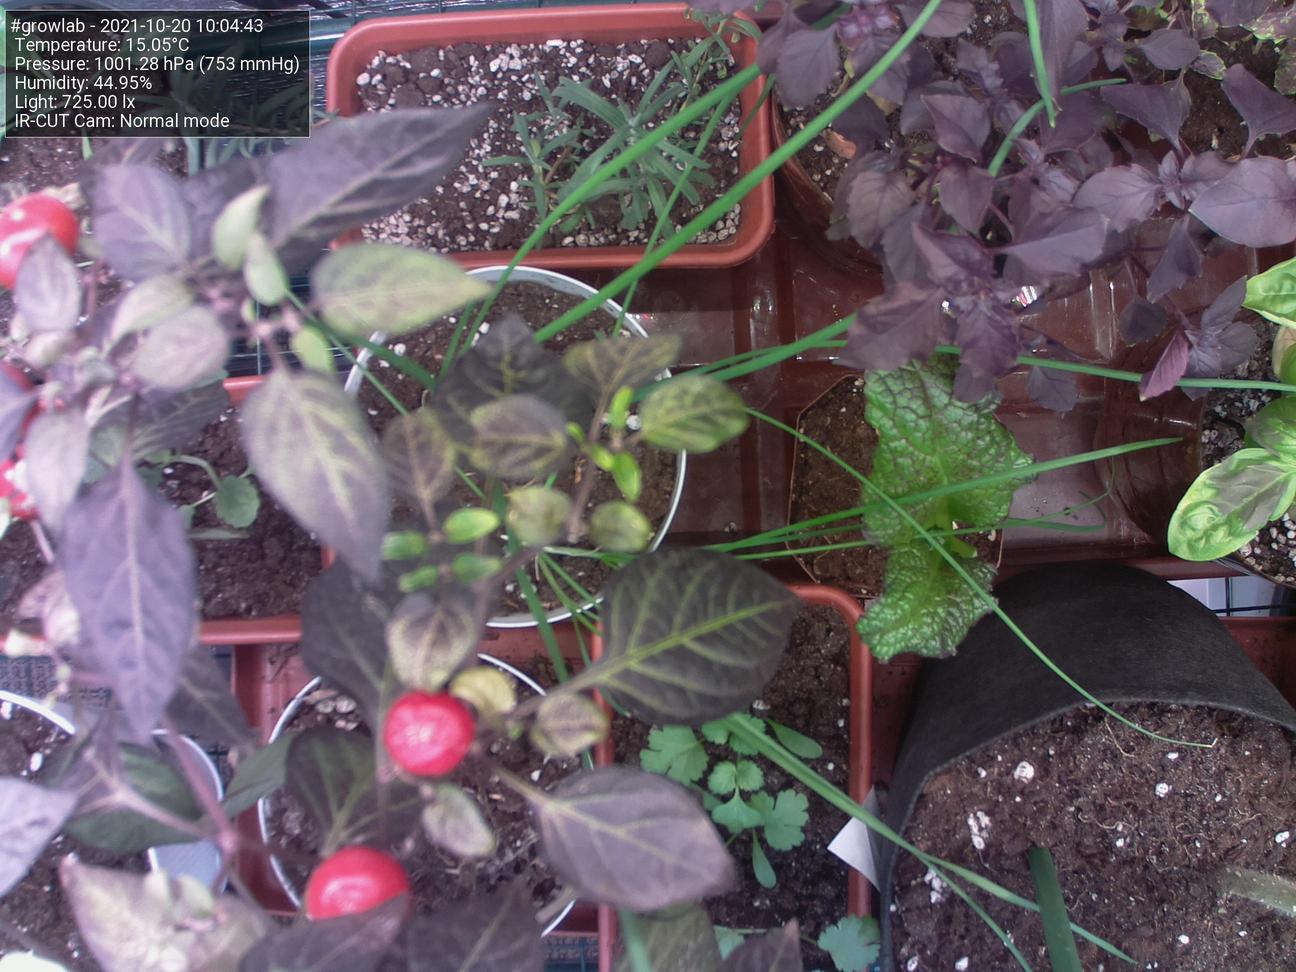 #growlab - 2021-10-20 10:04:43
Temperature: 15.05°C
Pressure: 1001.28 hPa (753 mmHg)
Humidity: 44.95%
Light: 725.00 lx
IR-CUT Cam: Normal mode